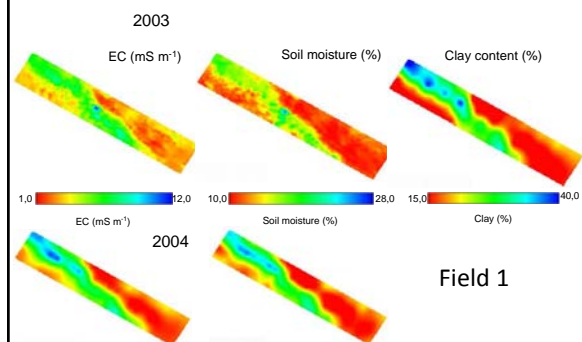 2003
EC (mS m⁻¹)
Soil moisture (%)
Clay content (%)
1,0
12,0
10,0
28,0
15,0
40,0
EC (mS m⁻¹)
Soil moisture (%)
Clay (%)
2004
Field 1